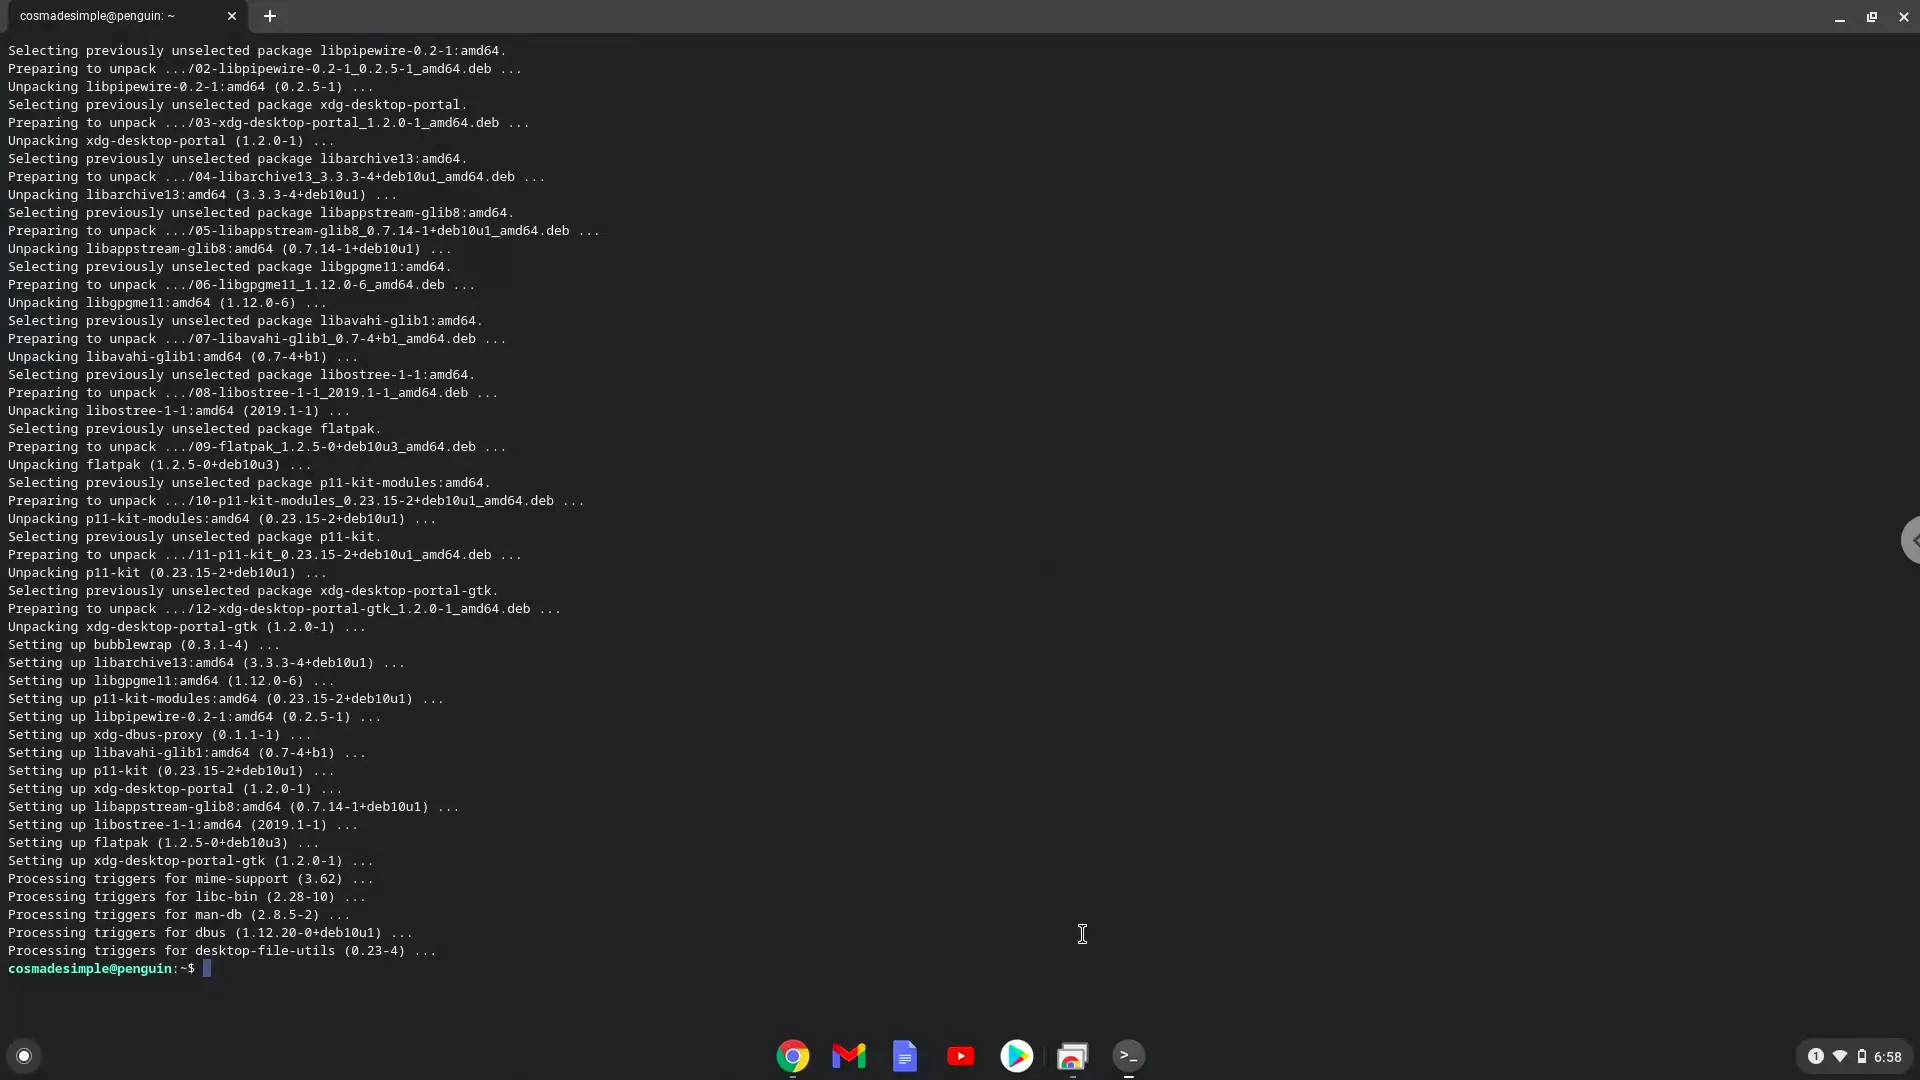 cosmadesimple@penguin: ~
Selecting previously unselected package libpipewire-0.2-1:amd64.
Preparing to unpack .../02-libpipewire-0.2-1_0.2.5-1_amd64.deb ...
Unpacking libpipewire-0.2-1:amd64 (0.2.5-1) ...
Selecting previously unselected package xdg-desktop-portal.
Preparing to unpack .../03-xdg-desktop-portal_1.2.0-1_amd64.deb ...
Unpacking xdg-desktop-portal (1.2.0-1) ...
Selecting previously unselected package libarchive13:amd64.
Preparing to unpack .../04-libarchive13_3.3.3-4+deb10u1_amd64.deb ...
Unpacking libarchive13:amd64 (3.3.3-4+deb10u1) ...
Selecting previously unselected package libappstream-glib8:amd64.
Preparing to unpack .../05-libappstream-glib8_0.7.14-1+deb10u1_amd64.deb ...
Unpacking libappstream-glib8:amd64 (0.7.14-1+deb10u1) ...
Selecting previously unselected package libgpgme11:amd64.
Preparing to unpack .../06-libgpgme11_1.12.0-6_amd64.deb ...
Unpacking libgpgme11:amd64 (1.12.0-6) ...
Selecting previously unselected package libavahi-glib1:amd64.
Preparing to unpack .../07-libavahi-glib1_0.7-4+b1_amd64.deb ...
Unpacking libavahi-glib1:amd64 (0.7-4+b1) ...
Selecting previously unselected package libostree-1-1:amd64.
Preparing to unpack .../08-libostree-1-1_2019.1-1_amd64.deb ...
Unpacking libostree-1-1:amd64 (2019.1-1) ...
Selecting previously unselected package flatpak.
Preparing to unpack .../09-flatpak_1.2.5-0+deb10u3_amd64.deb ...
Unpacking flatpak (1.2.5-0+deb10u3) ...
Selecting previously unselected package p11-kit-modules:amd64.
Preparing to unpack .../10-p11-kit-modules_0.23.15-2+deb10u1_amd64.deb ...
Unpacking p11-kit-modules:amd64 (0.23.15-2+deb10u1) ...
Selecting previously unselected package p11-kit.
Preparing to unpack .../11-p11-kit_0.23.15-2+deb10u1_amd64.deb ...
Unpacking p11-kit (0.23.15-2+deb10u1) ...
Selecting previously unselected package xdg-desktop-portal-gtk.
Preparing to unpack .../12-xdg-desktop-portal-gtk_1.2.0-1_amd64.deb ...
Unpacking xdg-desktop-portal-gtk (1.2.0-1) ...
Setting up bubblewrap (0.3.1-4) ...
Setting up libarchive13:amd64 (3.3.3-4+deb10u1) ...
Setting up libgpgme11:amd64 (1.12.0-6) ...
Setting up p11-kit-modules:amd64 (0.23.15-2+deb10u1) ...
Setting up libpipewire-0.2-1:amd64 (0.2.5-1) ...
Setting up xdg-dbus-proxy (0.1.1-1) ...
Setting up libavahi-glib1:amd64 (0.7-4+b1) ...
Setting up p11-kit (0.23.15-2+deb10u1) ...
Setting up xdg-desktop-portal (1.2.0-1) ...
Setting up libappstream-glib8:amd64 (0.7.14-1+deb10u1) ...
Setting up libostree-1-1:amd64 (2019.1-1) ...
Setting up flatpak (1.2.5-0+deb10u3) ...
Setting up xdg-desktop-portal-gtk (1.2.0-1) ...
Processing triggers for mime-support (3.62) ...
Processing triggers for libc-bin (2.28-10) ...
Processing triggers for man-db (2.8.5-2) ...
Processing triggers for dbus (1.12.20-0+deb10u1) ...
Processing triggers for desktop-file-utils (0.23-4) ...
cosmadesimple@penguin:~$
1 6:58